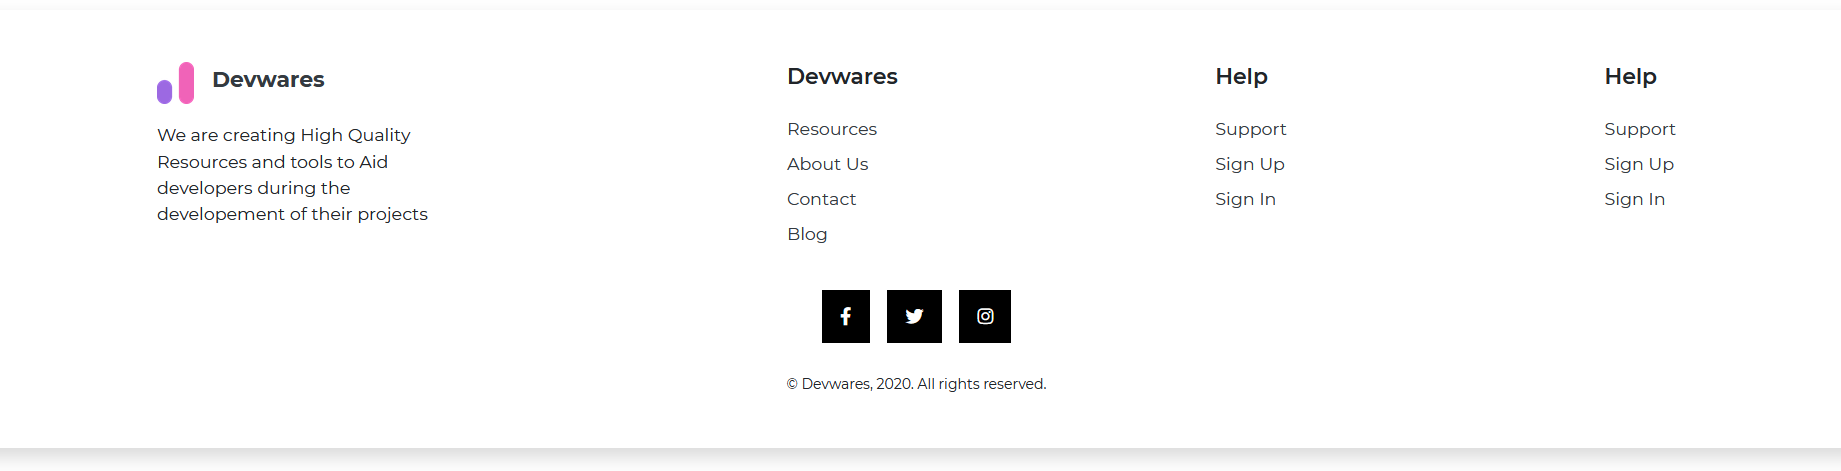 Devwares
We are creating High Quality
Resources and tools to Aid
developers during the
developement of their projects
Devwares
Resources
About Us
Contact
Blog
Help
Support
Sign Up
Sign In
Help
Support
Sign Up
Sign In
© Devwares, 2020. All rights reserved.